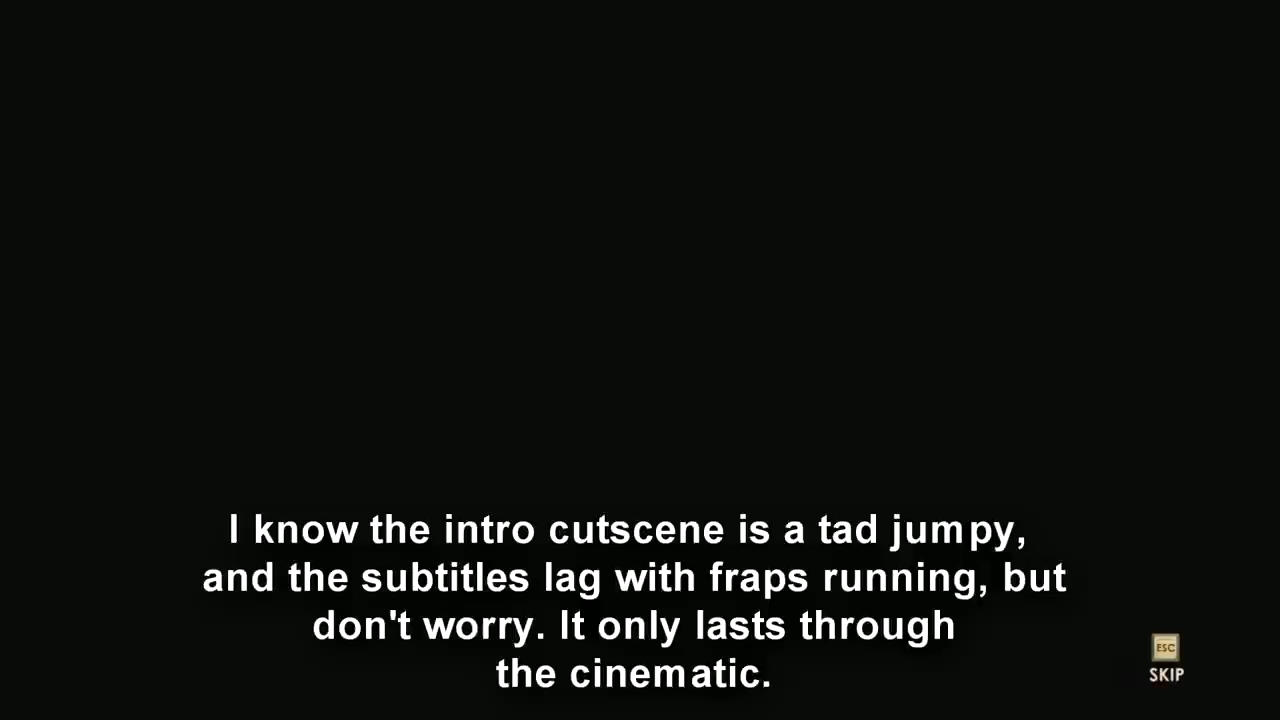 I know the intro cutscene is a tad jumpy,
and the subtitles lag with fraps running, but
don't worry. It only lasts through
the cinematic.
ESC
SKIP